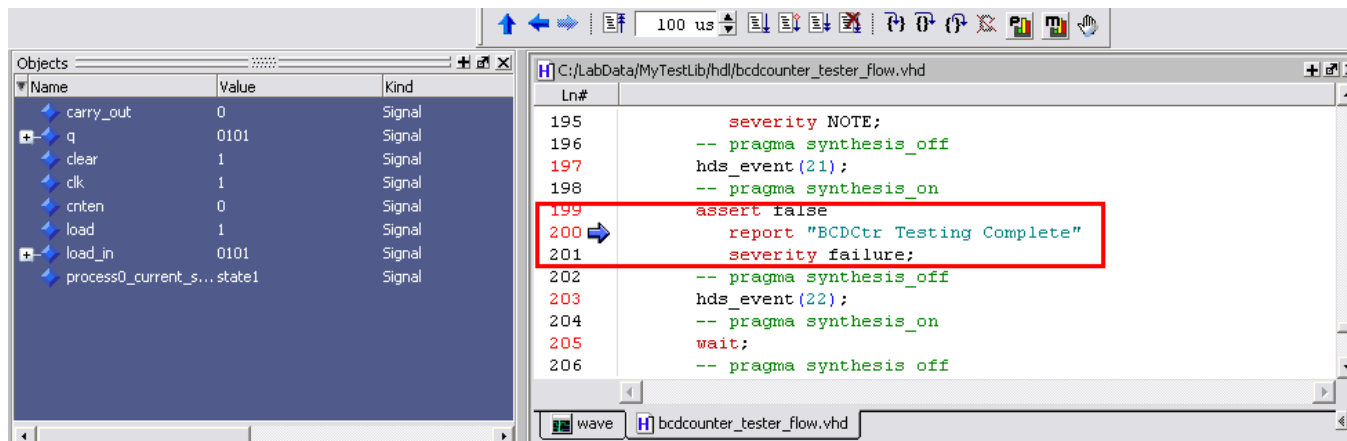 100 us
Objects
Name Value Kind
carry_out 0 Signal
q 0101 Signal
clear 1 Signal
clk 1 Signal
cnten 0 Signal
load 1 Signal
load_in 0101 Signal
process0_current_s... state1 Signal
C:/LabData/MyTestLib/hdl/bcdcounter_tester_flow.vhd
Ln#
195 severity NOTE;
196 -- pragma synthesis_off
197 hds_event(21);
198 -- pragma synthesis_on
199 assert false
200 report "BCDCtr Testing Complete"
201 severity failure;
202 -- pragma synthesis_off
203 hds_event(22);
204 -- pragma synthesis_on
205 wait;
206 -- pragma synthesis off
wave bcdcounter_tester_flow.vhd